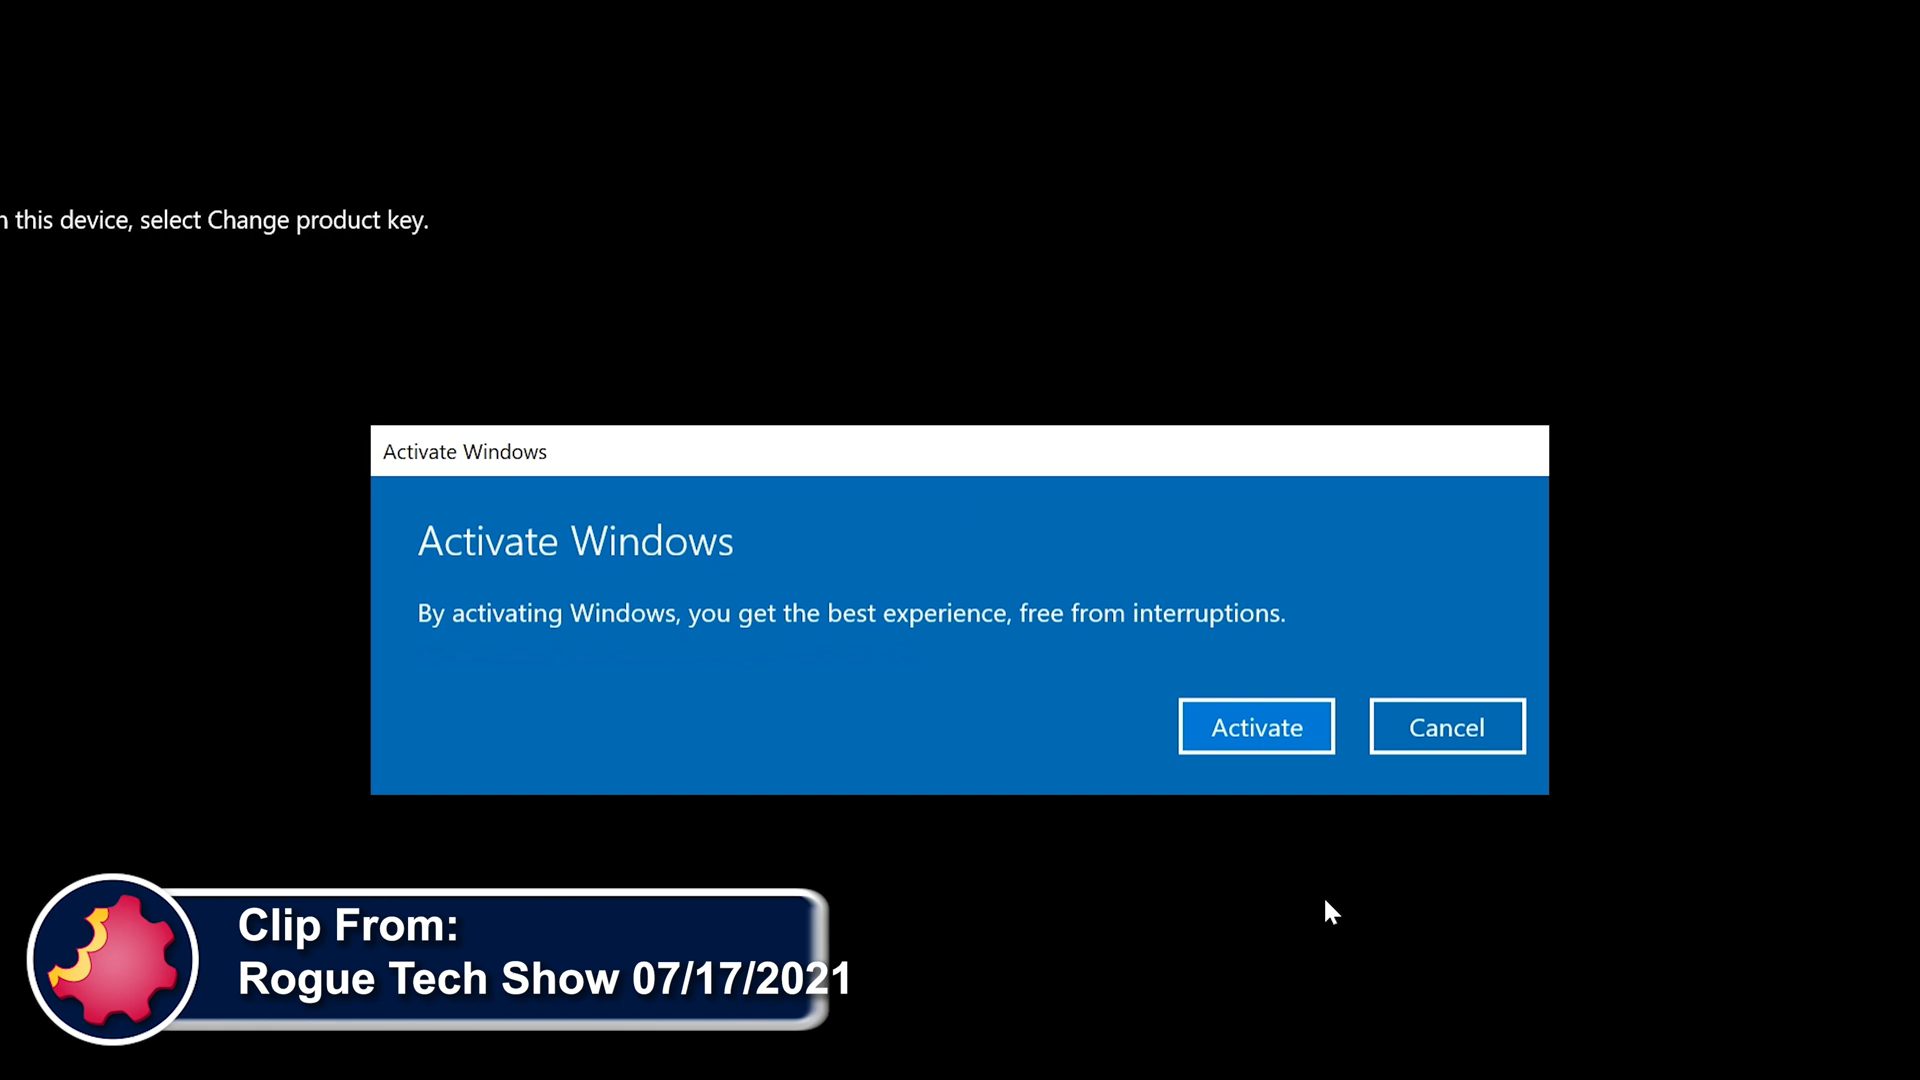 this device, select Change product key.
Activate Windows
Activate Windows
By activating Windows, you get the best experience, free from interruptions.
Activate
Cancel
Clip From:
Rogue Tech Show 07/17/2021